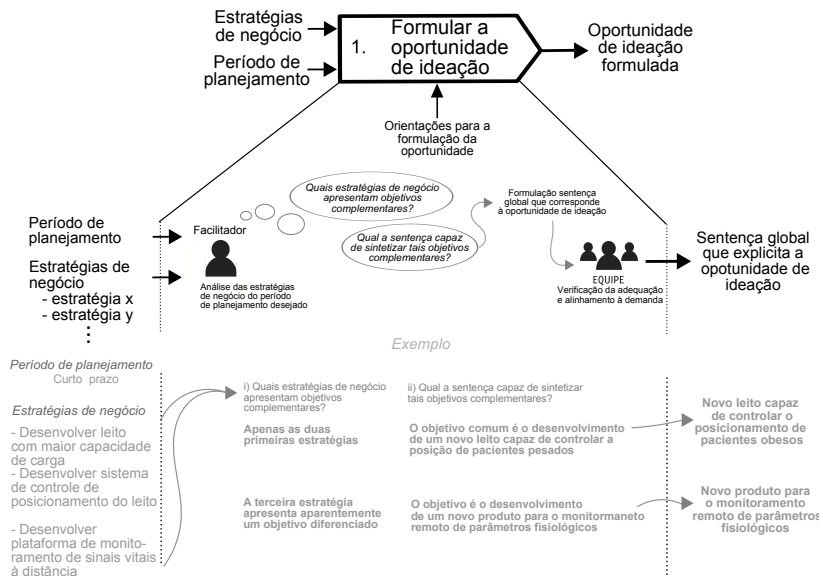 Estratégias
de negócio
Período de
planejamento
1. Formular a
oportunidade
de ideação
Oportunidade
de ideação
formulada
Orientações para a
formulação da
oportunidade
Período de
planejamento
Estratégias de
negócio
- estratégia x
- estratégia y
Facilitador
Análise das estratégias
de negócio do período
de planejamento desejado
Quais estratégias de negócio
apresentam objetivos
complementares?
Qual a sentença capaz
de sintetizar tais objetivos
complementares?
Formulação sentença
global que corresponde
à oportunidade de ideação
EQUIPE
Verificação da adequação
e alinhamento à demanda
Sentença global
que explicita a
opotunidade de
ideação
Exemplo
Período de planejamento
Curto prazo
Estratégias de negócio
- Desenvolver leito
com maior capacidade
de carga
- Desenvolver sistema
de controle de
posicionamento do leito
- Desenvolver
plataforma de monito-
ramento de sinais vitais
à distância
i) Quais estratégias de negócio
apresentam objetivos
complementares?
Apenas as duas
primeiras estratégias
A terceira estratégia
apresenta aparentemente
um objetivo diferenciado
ii) Qual a sentença capaz de sintetizar
tais objetivos complementares?
O objetivo comum é o desenvolvimento
de um novo leito capaz de controlar a
posição de pacientes pesados
O objetivo é o desenvolvimento
de um novo produto para o monitormaneto
remoto de parâmetros fisiológicos
Novo leito capaz
de controlar o
posicionamento de
pacientes obesos
Novo produto para
o monitoramento
remoto de parâmetros
fisiológicos